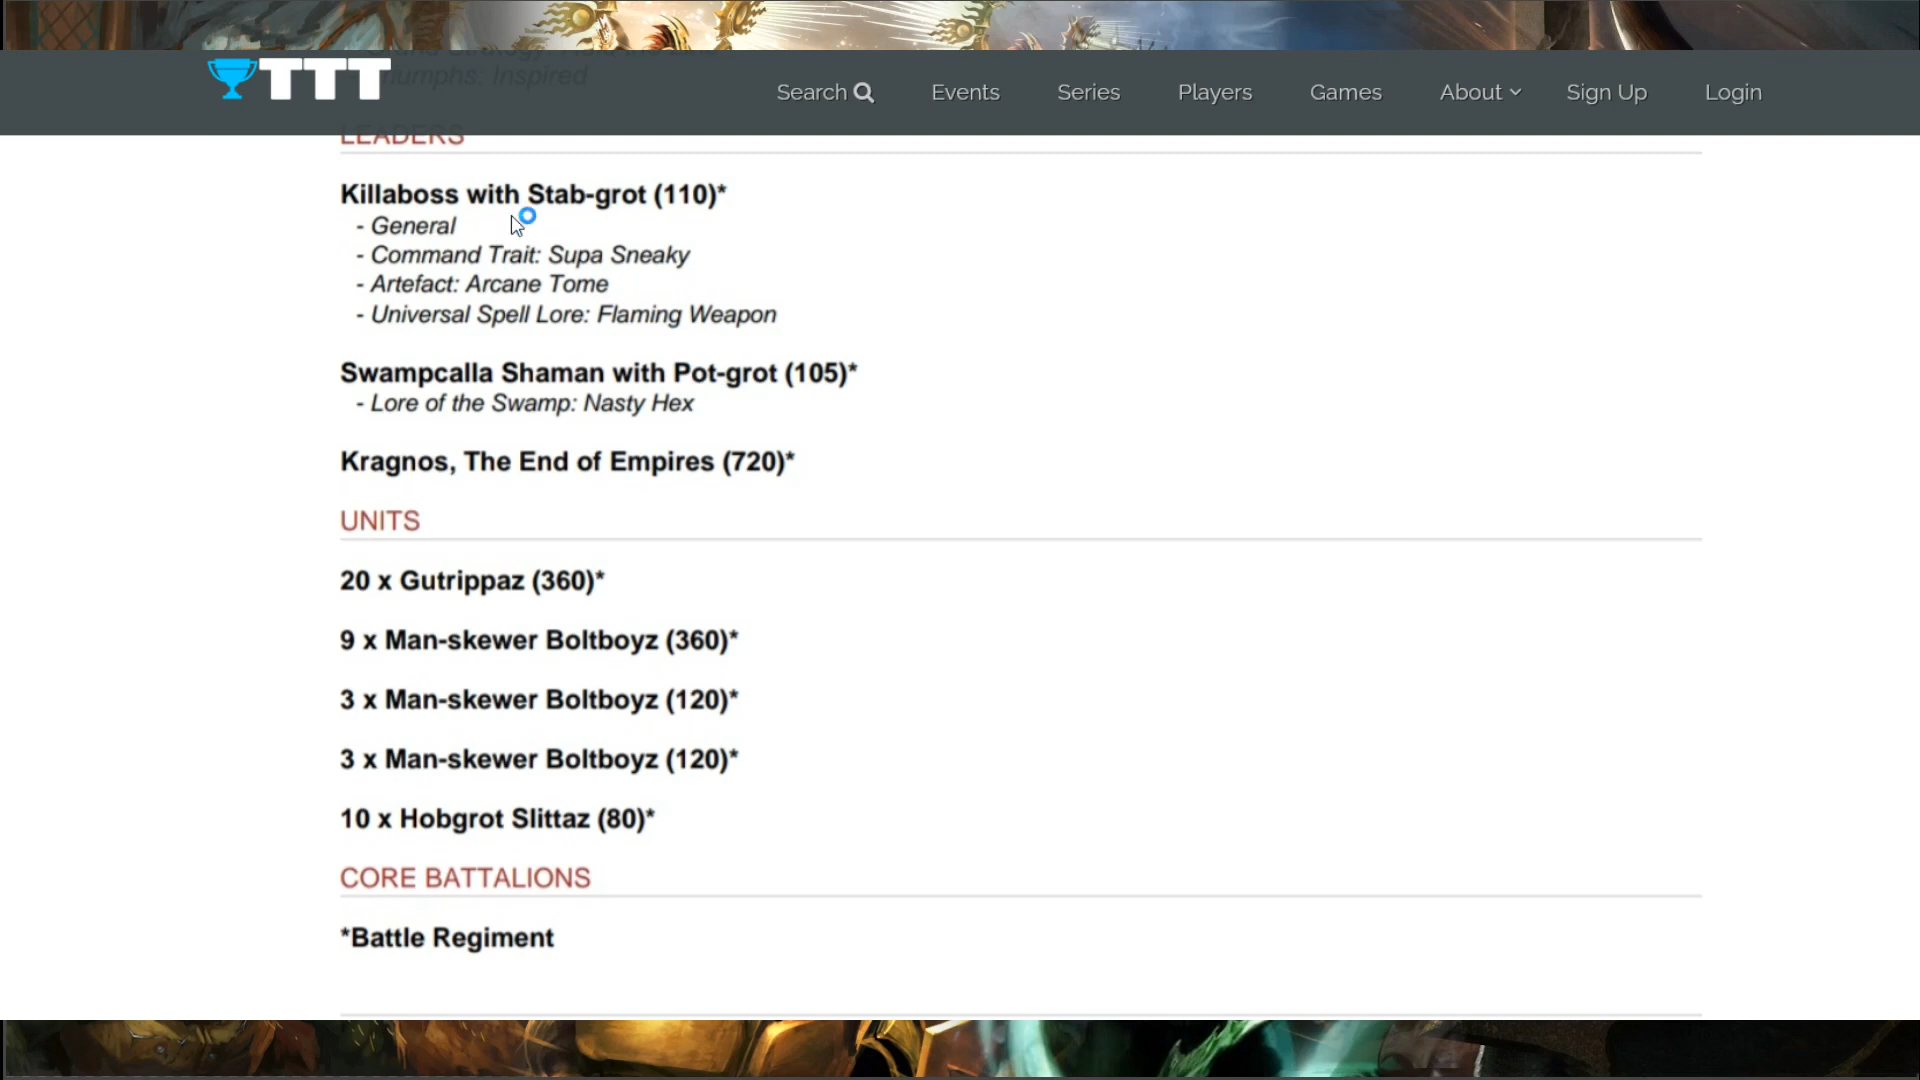 TTT
Triumphs: Inspired
Search
Events
Series
Players
Games
About
Sign Up
Login
LEADERS
Killaboss with Stab-grot (110)*
- General
- Command Trait: Supa Sneaky
- Artefact: Arcane Tome
- Universal Spell Lore: Flaming Weapon
Swampcalla Shaman with Pot-grot (105)*
- Lore of the Swamp: Nasty Hex
Kragnos, The End of Empires (720)*
UNITS
20 x Gutrippaz (360)*
9 x Man-skewer Boltboyz (360)*
3 x Man-skewer Boltboyz (120)*
3 x Man-skewer Boltboyz (120)*
10 x Hobgrot Slittaz (80)*
CORE BATTALIONS
*Battle Regiment